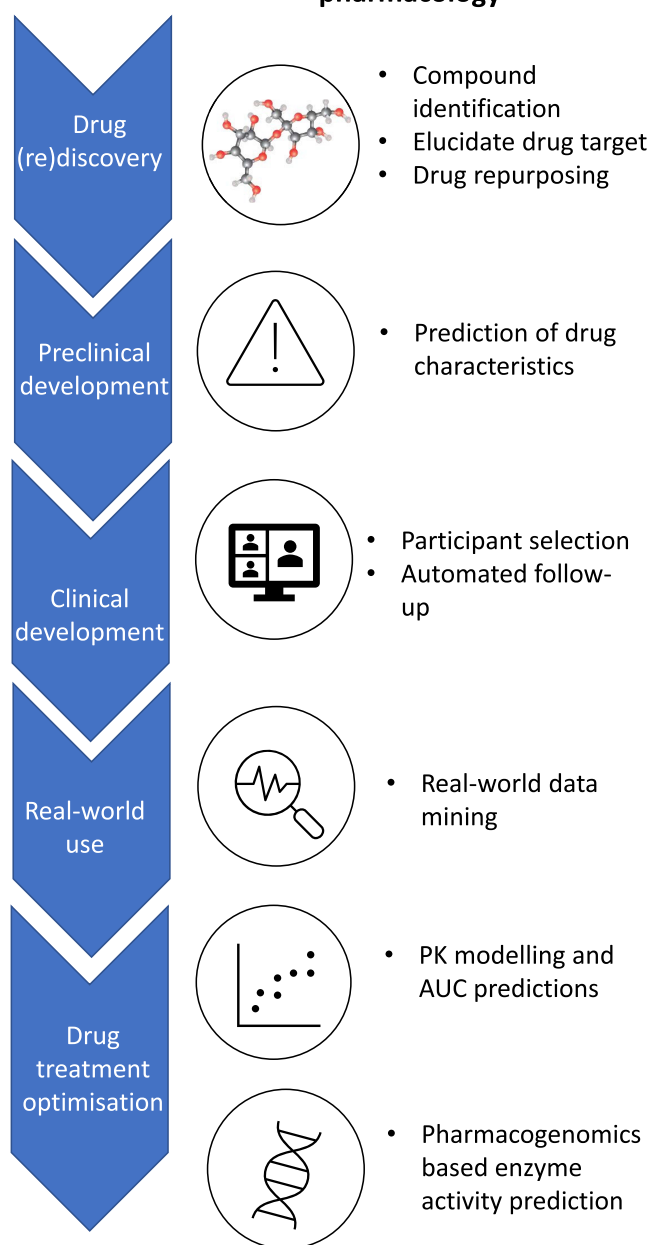 pharmacology
Drug
(re)discovery
• Compound
identification
• Elucidate drug target
• Drug repurposing
Preclinical
development
• Prediction of drug
characteristics
Clinical
development
• Participant selection
• Automated follow-
up
Real-world
use
• Real-world data
mining
Drug
treatment
optimisation
• PK modelling and
AUC predictions
• Pharmacogenomics
based enzyme
activity prediction